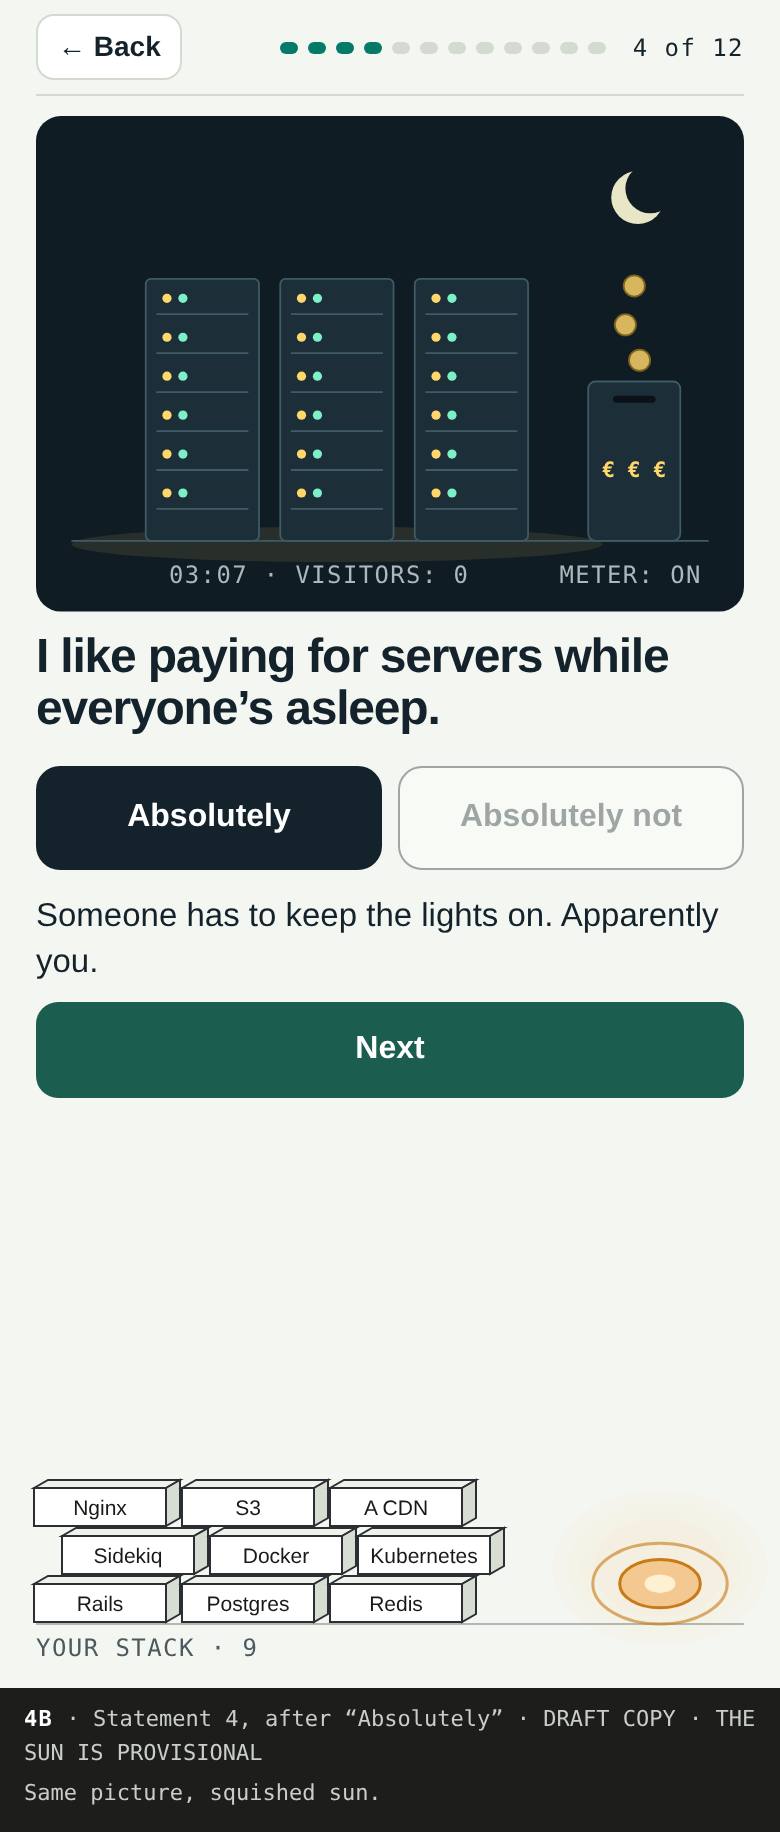 ← Back
4 of 12
€ € €
03:07 · VISITORS: 0
METER: ON
I like paying for servers while
everyone’s asleep.
Absolutely
Absolutely not
Someone has to keep the lights on. Apparently
you.
Next
Nginx
S3
A CDN
Sidekiq
Docker
Kubernetes
Rails
Postgres
Redis
YOUR STACK · 9
4B · Statement 4, after “Absolutely” · DRAFT COPY · THE
SUN IS PROVISIONAL
Same picture, squished sun.